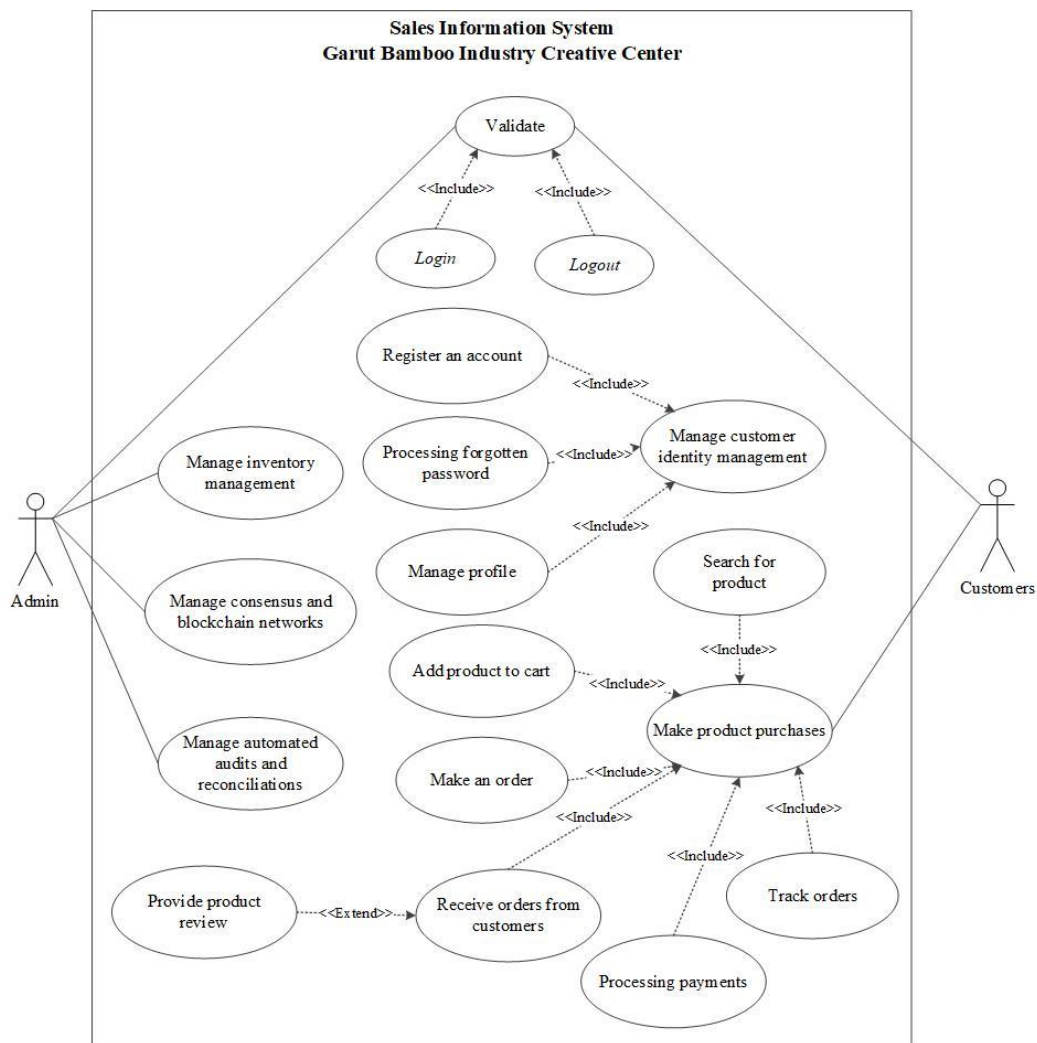 Sales Information System
Garut Bamboo Industry Creative Center
Validate
<<Include>>
<<Include>>
Login
Logout
Register an account
<<Include>>
Manage customer
identity management
Processing forgotten
password
<<Include>>
Manage inventory
management
<<Include>>
Manage profile
Search for
product
Admin
Customers
Manage consensus and
blockchain networks
<<Include>>
Add product to cart
<<Include>>
Make product purchases
Manage automated
audits and
reconciliations
Make an order
<<Include>>
<<Include>>
<<Include>>
Provide product
review
<<Extend>>
Receive orders from
customers
Track orders
Processing payments